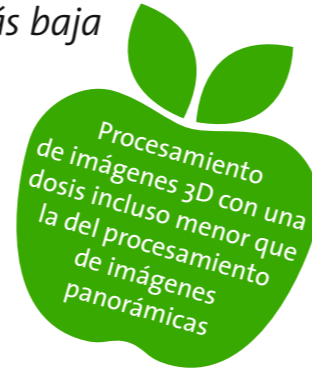 ás baja
Procesamiento
de imágenes 3D con una
dosis incluso menor que
la del procesamiento
de imágenes
panorámicas